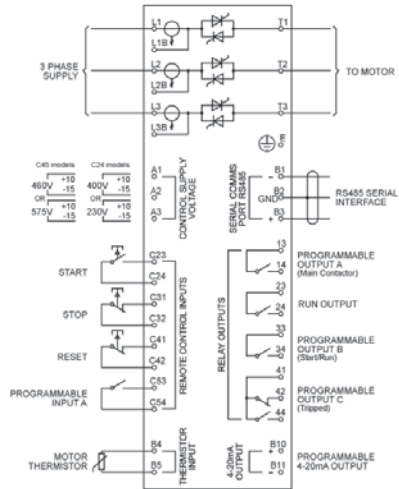 L1
T1
L1B
3 PHASE
SUPPLY
L2
T2
L2B
TO MOTOR
L3
T3
L3B
E
C45 models
C24 models
460V +10 -15
400V +10 -15
OR
OR
575V +10 -15
230V +10 -15
A1
A2
A3
CONTROL SUPPLY
VOLTAGE
SERIAL COMMS
PORT RS485
B1
-
B2
GND
B3
+
RS485 SERIAL
INTERFACE
START
C23
C24
STOP
C31
C32
RESET
C41
C42
PROGRAMMABLE
INPUT A
C53
C54
REMOTE CONTROL INPUTS
RELAY OUTPUTS
13
14
PROGRAMMABLE
OUTPUT A
(Main Contactor)
23
24
RUN OUTPUT
33
34
PROGRAMMABLE
OUTPUT B
(Start/Run)
41
42
44
PROGRAMMABLE
OUTPUT C
(Tripped)
MOTOR
THERMISTOR
B4
B5
THERMISTOR
INPUT
4-20mA
OUTPUT
+
B10
-
B11
PROGRAMMABLE
4-20mA OUTPUT